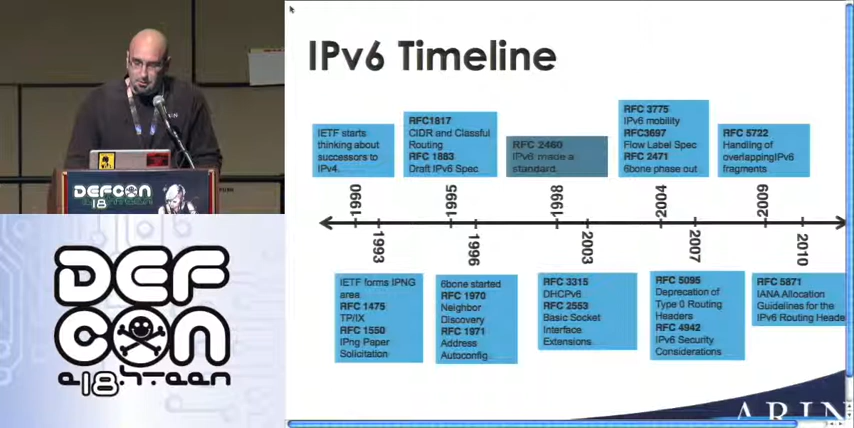 IPv6 Timeline
IETF starts
thinking about
successors to
IPv4.
RFC1817
CIDR and Classful
Routing
RFC 1883
Draft IPv6 Spec
RFC 2460
IPv6 made a
standard.
RFC 3775
IPv6 mobility
RFC3697
Flow Label Spec
RFC 2471
6bone phase out
RFC 5722
Handling of
overlappingIPv6
fragments
1990
1995
1998
2004
2009
1993
1996
2003
2007
2010
IETF forms IPNG
area.
RFC 1475
TP/IX
RFC 1550
IPng Paper
Solicitation
6bone started
RFC 1970
Neighbor
Discovery
RFC 1971
Address
Autoconfig.
RFC 3315
DHCPv6
RFC 2553
Basic Socket
Interface
Extensions
RFC 5095
Deprecation of
Type 0 Routing
Headers
RFC 4942
IPv6 Security
Considerations
RFC 5871
IANA Allocation
Guidelines for the
IPv6 Routing Heade
ARIN
DEFCON
18
DEF
CON
e18hteen